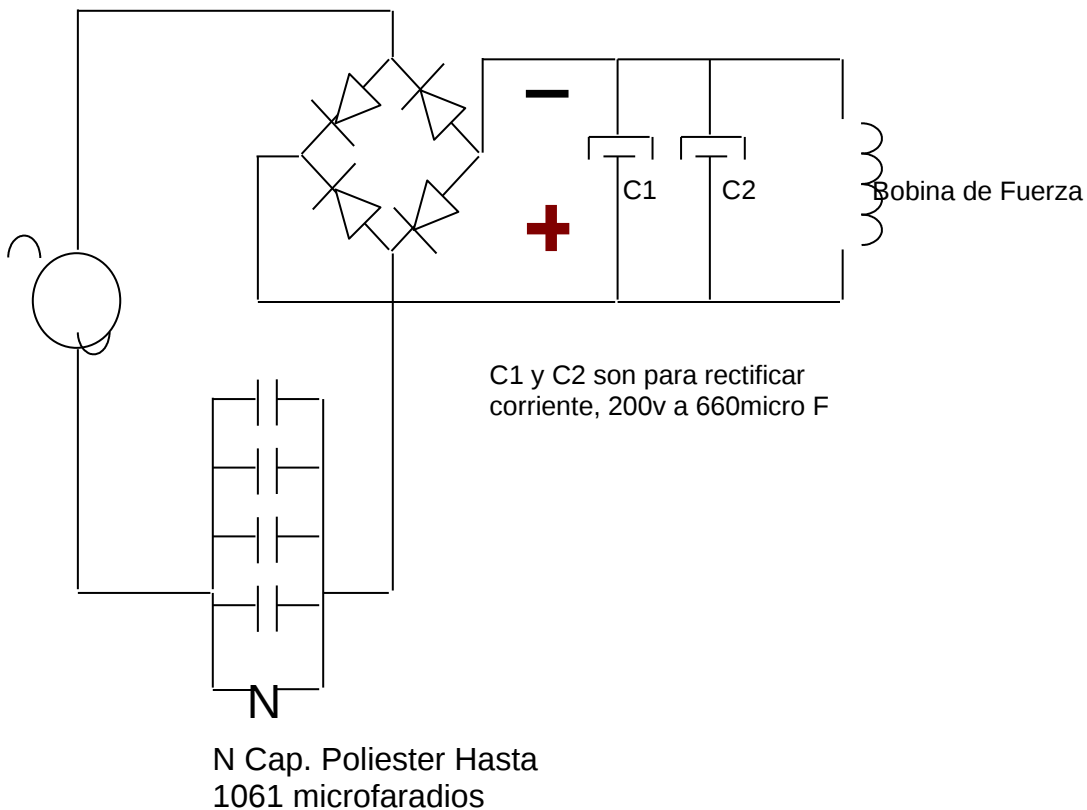 −
C1
C2
Bobina de Fuerza
+
C1 y C2 son para rectificar
corriente, 200v a 660micro F
N
N Cap. Poliester Hasta
1061 microfaradios